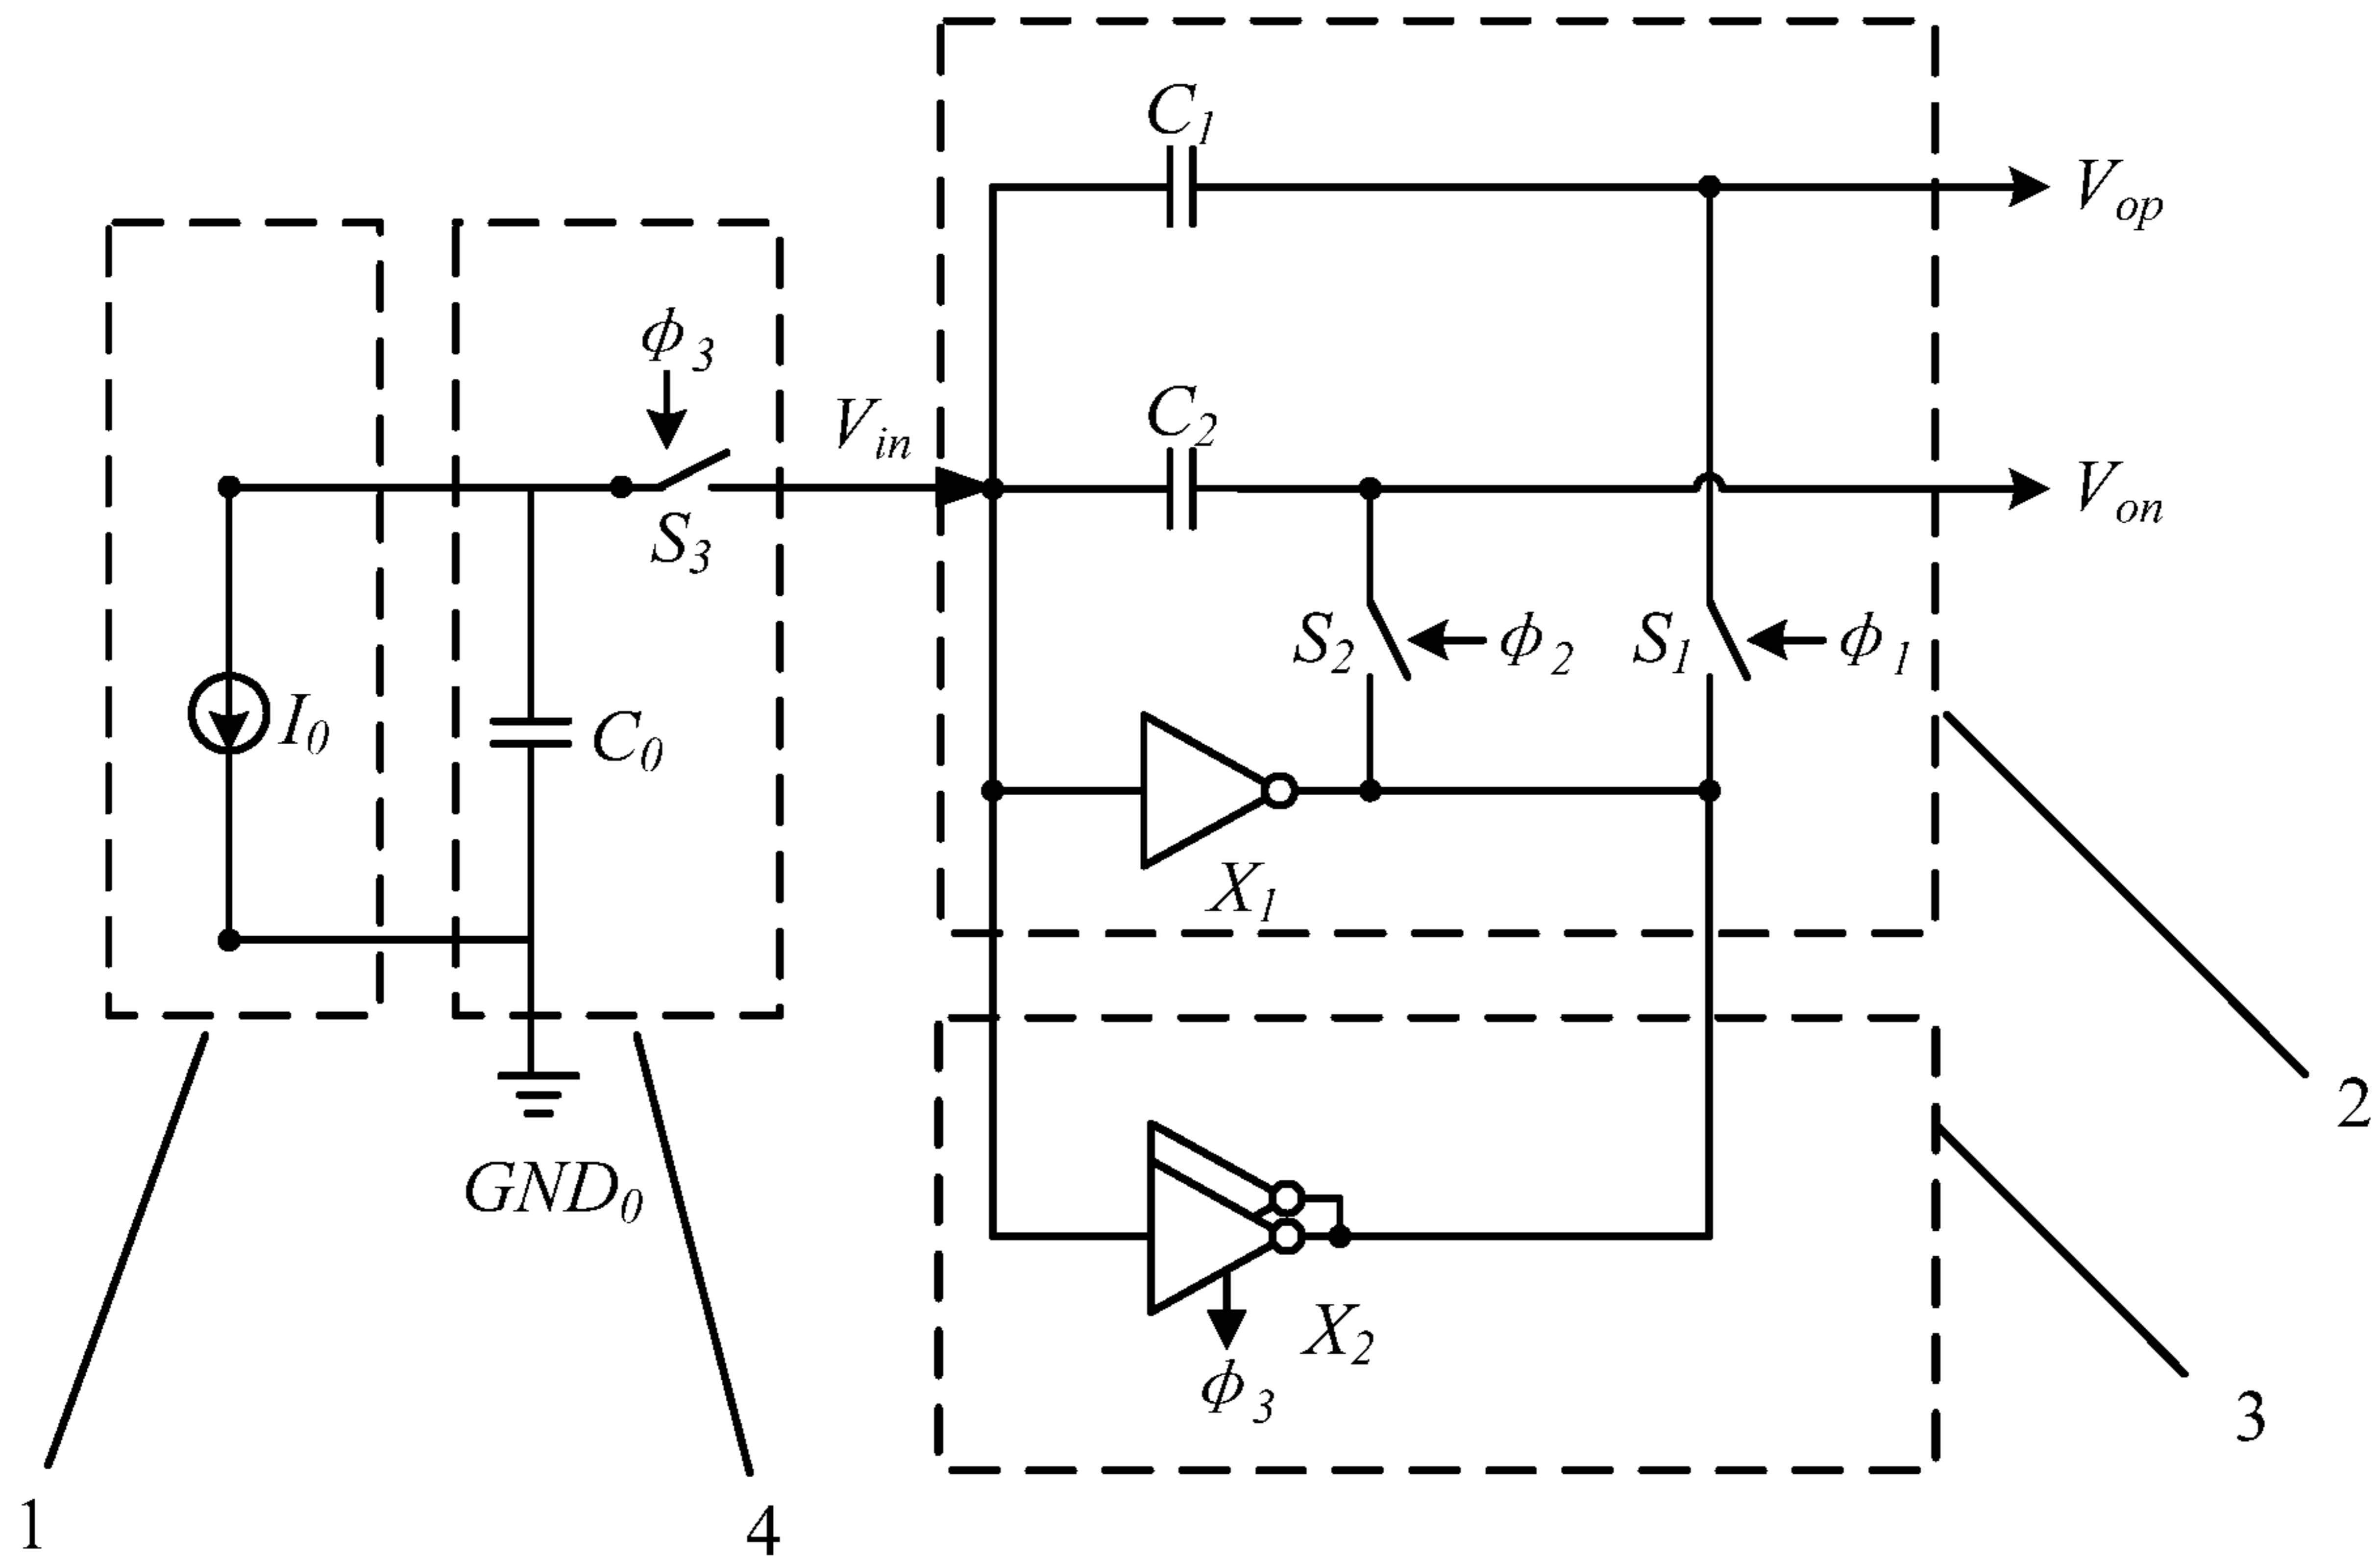 C1
Vop
ϕ3
Vin
C2
Von
S3
S2
ϕ2
S1
ϕ1
I0
C0
X1
2
GND0
X2
ϕ3
3
1
4